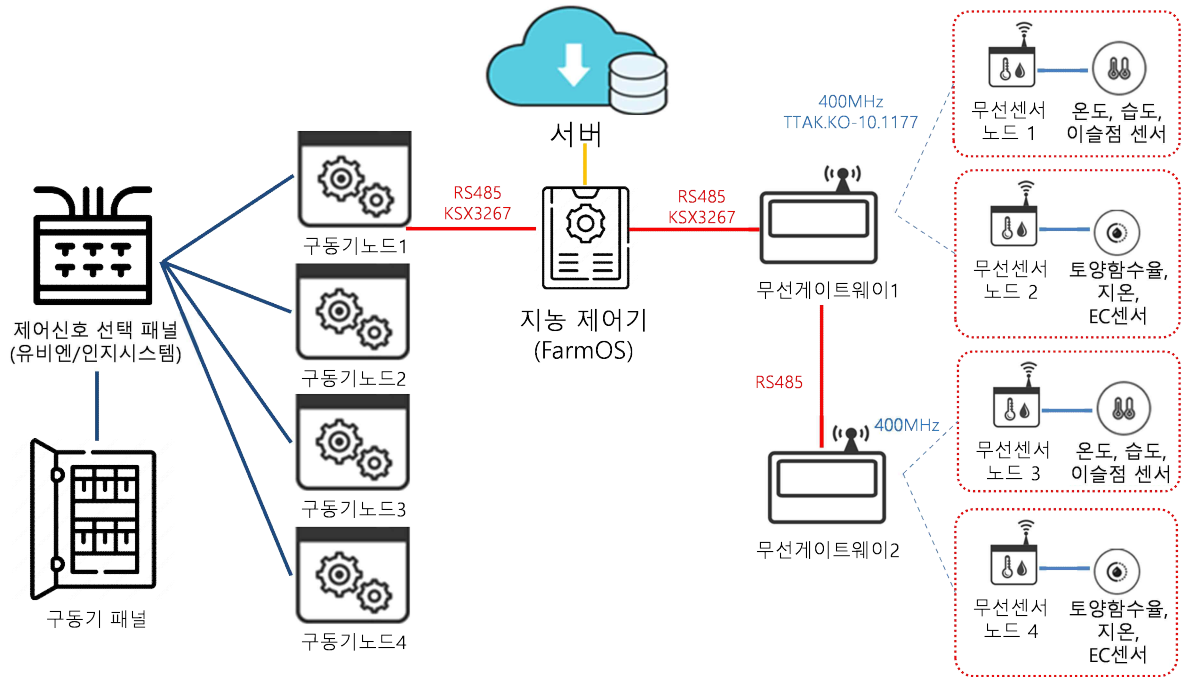 서버
400MHz
TTAK.KO-10.1177
무선센서
노드 1
온도, 습도,
이슬점 센서
RS485
KSX3267
RS485
KSX3267
구동기노드1
무선센서
노드 2
토양함수율,
지온,
EC센서
무선게이트웨이1
지농 제어기
(FarmOS)
제어신호 선택 패널
(유비엔/인지시스템)
구동기노드2
RS485
400MHz
무선센서
노드 3
온도, 습도,
이슬점 센서
구동기노드3
무선게이트웨이2
구동기 패널
구동기노드4
무선센서
노드 4
토양함수율,
지온,
EC센서